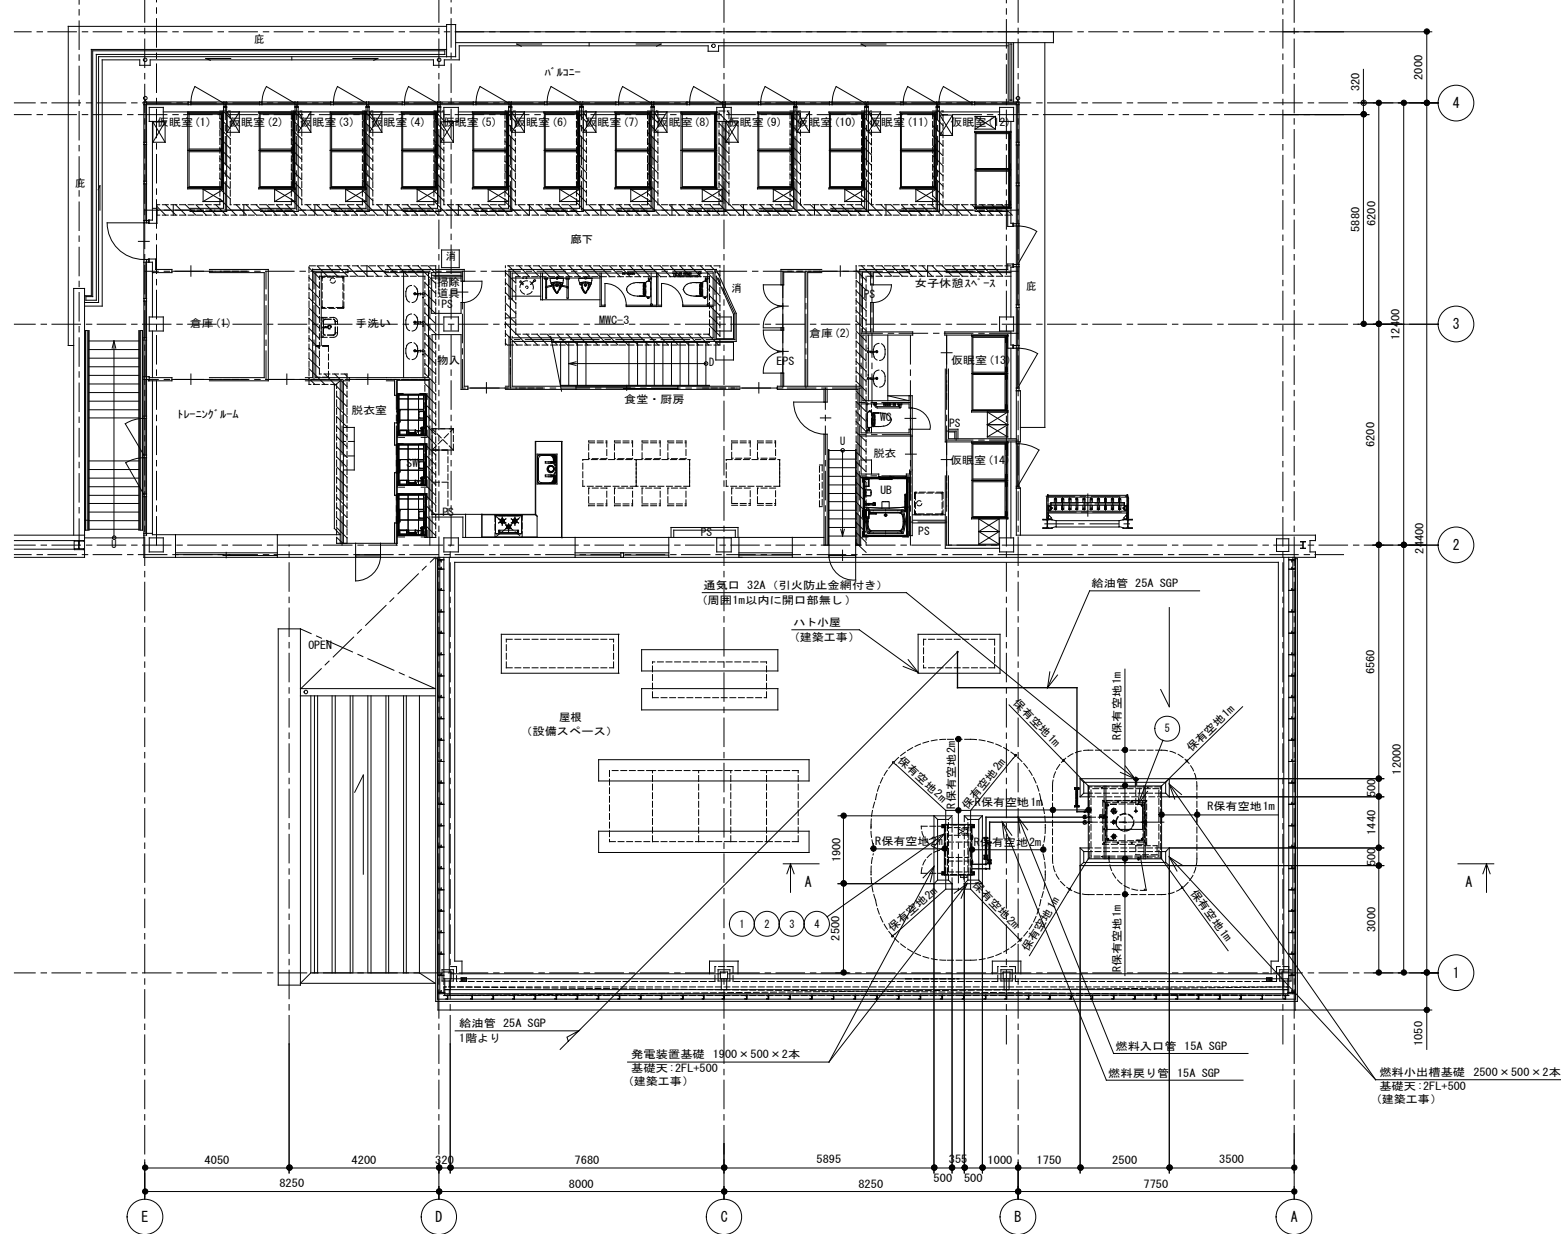 庇
バルコニー
2000
320
4
仮眠室(1)
仮眠室(2)
仮眠室(3)
仮眠室(4)
仮眠室(5)
仮眠室(6)
仮眠室(7)
仮眠室(8)
仮眠室(9)
仮眠室(10)
仮眠室(11)
仮眠室(12)
庇
5880
6200
廊下
消
掃除
道具
PS
消
PS
女子休憩スペース
庇
倉庫(1)
手洗い
MWC-3
倉庫(2)
12400
3
物入
D
EPS
仮眠室(13)
トレーニングルーム
脱衣室
食堂・厨房
WC
PS
6200
U
脱衣
仮眠室(14)
SW
UB
PS
PS
PS
24400
2
通気口 32A (引火防止金網付き)
(周囲1m以内に開口部無し)
給油管 25A SGP
ハト小屋
(建築工事)
OPEN
6560
屋根
(設備スペース)
保有空地1m
R保有空地1m
保有空地1m
5
12000
保有空地2m
R保有空地2m
保有空地2m
R保有空地1m
R保有空地1m
500
1440
500
1900
R保有空地2m
R保有空地2m
A
A
保有空地2m
保有空地2m
保有空地1m
R保有空地1m
保有空地1m
1
2
3
4
2500
3000
1
給油管 25A SGP
1階より
発電装置基礎 1900×500×2本
基礎天:2FL+500
(建築工事)
燃料入口管 15A SGP
燃料戻り管 15A SGP
1050
燃料小出槽基礎 2500×500×2本
基礎天:2FL+500
(建築工事)
4050
4200
320
7680
5895
355
1000
1750
2500
3500
500
500
8250
8000
8250
7750
E
D
C
B
A